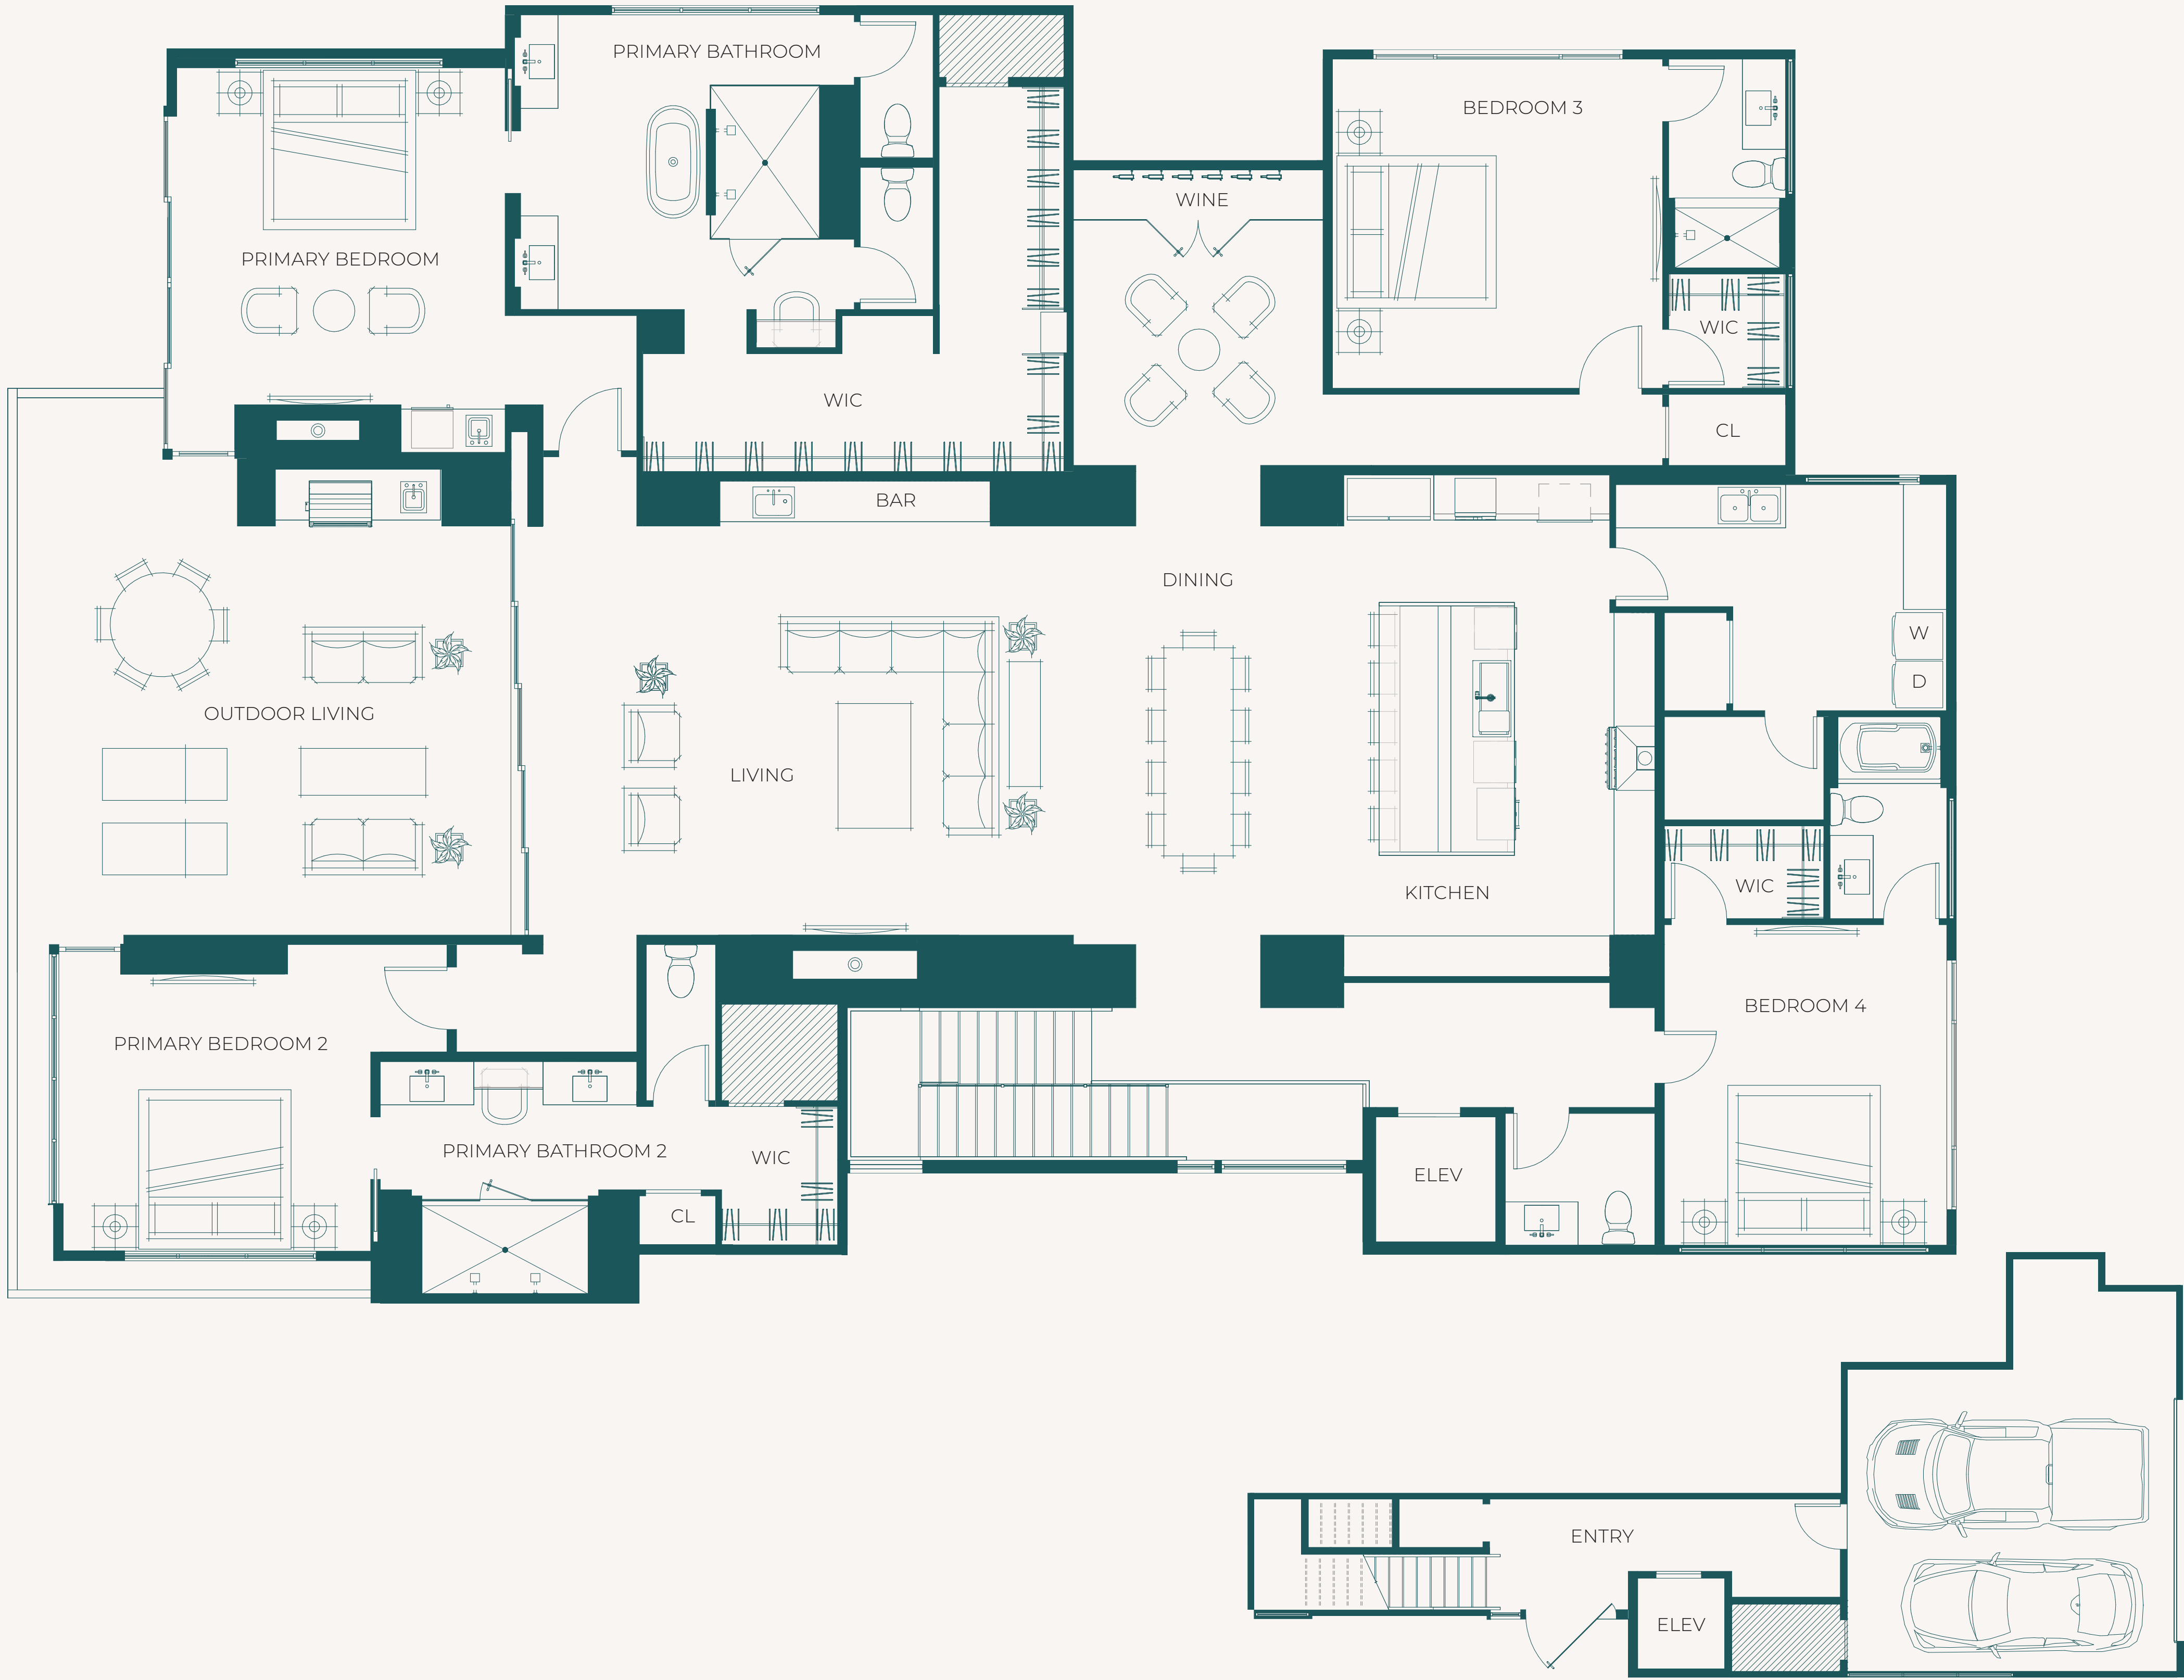 PRIMARY BATHROOM
BEDROOM 3
WINE
PRIMARY BEDROOM
WIC
WIC
CL
BAR
DINING
W
D
OUTDOOR LIVING
LIVING
KITCHEN
WIC
BEDROOM 4
PRIMARY BEDROOM 2
PRIMARY BATHROOM 2
WIC
ELEV
CL
ENTRY
ELEV